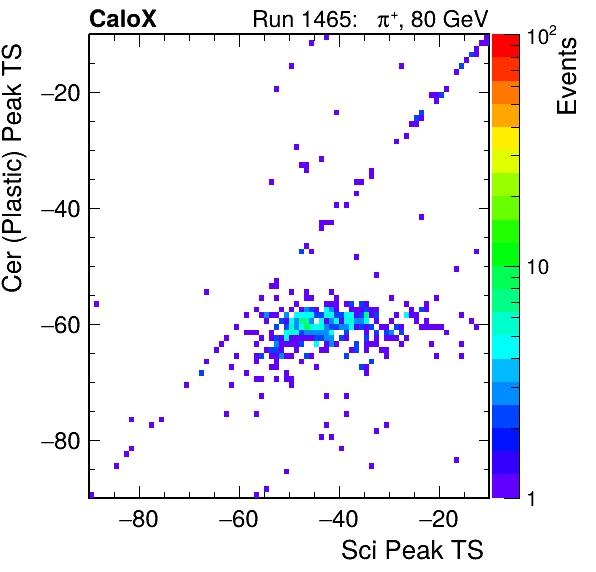 CaloX
Run 1465: π⁺, 80 GeV
Cer (Plastic) Peak TS
−20
−40
−60
−80
−80
−60
−40
−20
Sci Peak TS
10²
10
1
Events